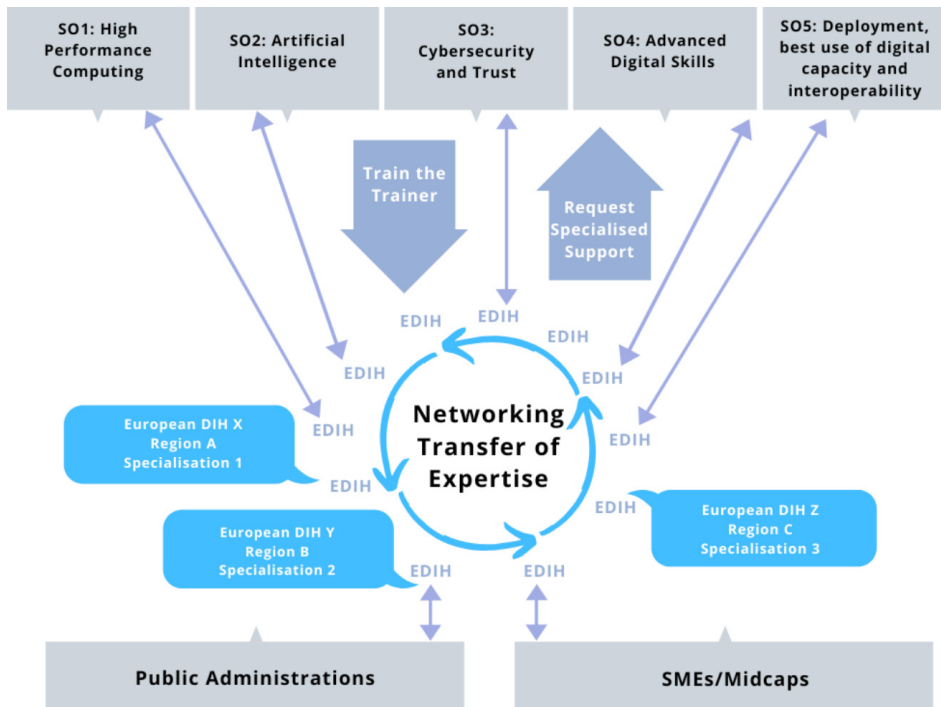 SO1: High
Performance
Computing
SO2: Artificial
Intelligence
SO3:
Cybersecurity
and Trust
SO4: Advanced
Digital Skills
SO5: Deployment,
best use of digital
capacity and
interoperability
Train the
Trainer
Request
Specialised
Support
EDIH
EDIH
EDIH
EDIH
EDIH
EDIH
EDIH
EDIH
EDIH
EDIH
EDIH
Networking
Transfer of
Expertise
European DIH X
Region A
Specialisation 1
European DIH Y
Region B
Specialisation 2
European DIH Z
Region C
Specialisation 3
Public Administrations
SMEs/Midcaps